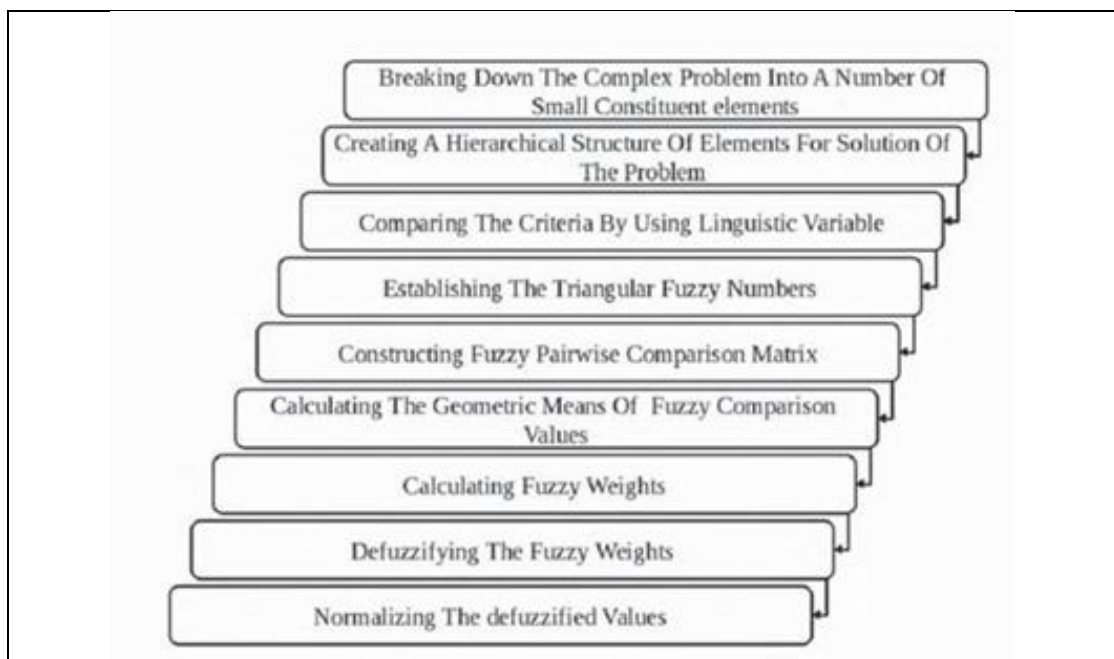 Breaking Down The Complex Problem Into A Number Of
Small Constituent elements
Creating A Hierarchical Structure Of Elements For Solution Of
The Problem
Comparing The Criteria By Using Linguistic Variable
Establishing The Triangular Fuzzy Numbers
Constructing Fuzzy Pairwise Comparison Matrix
Calculating The Geometric Means Of Fuzzy Comparison
Values
Calculating Fuzzy Weights
Defuzzifying The Fuzzy Weights
Normalizing The defuzzified Values